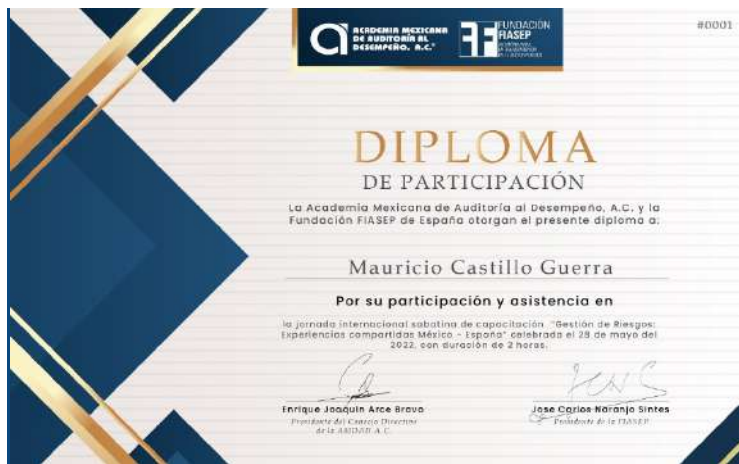 ACADEMIA MEXICANA
DE AUDITORÍA AL
DESEMPEÑO, A.C.®
FUNDACIÓN
FIASEP
#0001
DIPLOMA
DE PARTICIPACIÓN
La Academia Mexicana de Auditoría al Desempeño, A.C. y la
Fundación FIASEP de España otorgan el presente diploma a:
Mauricio Castillo Guerra
Por su participación y asistencia en
la jornada internacional sabatina de capacitación "Gestión de Riesgos:
Experiencias compartidas México - España" celebrada el 28 de mayo del
2022, con duración de 2 horas.
Enrique Joaquin Arce Bravo
Presidente del Consejo Directivo
de la AMDAD A.C.
Jose Carlos Naranjo Sintes
Presidente de la FIASEP